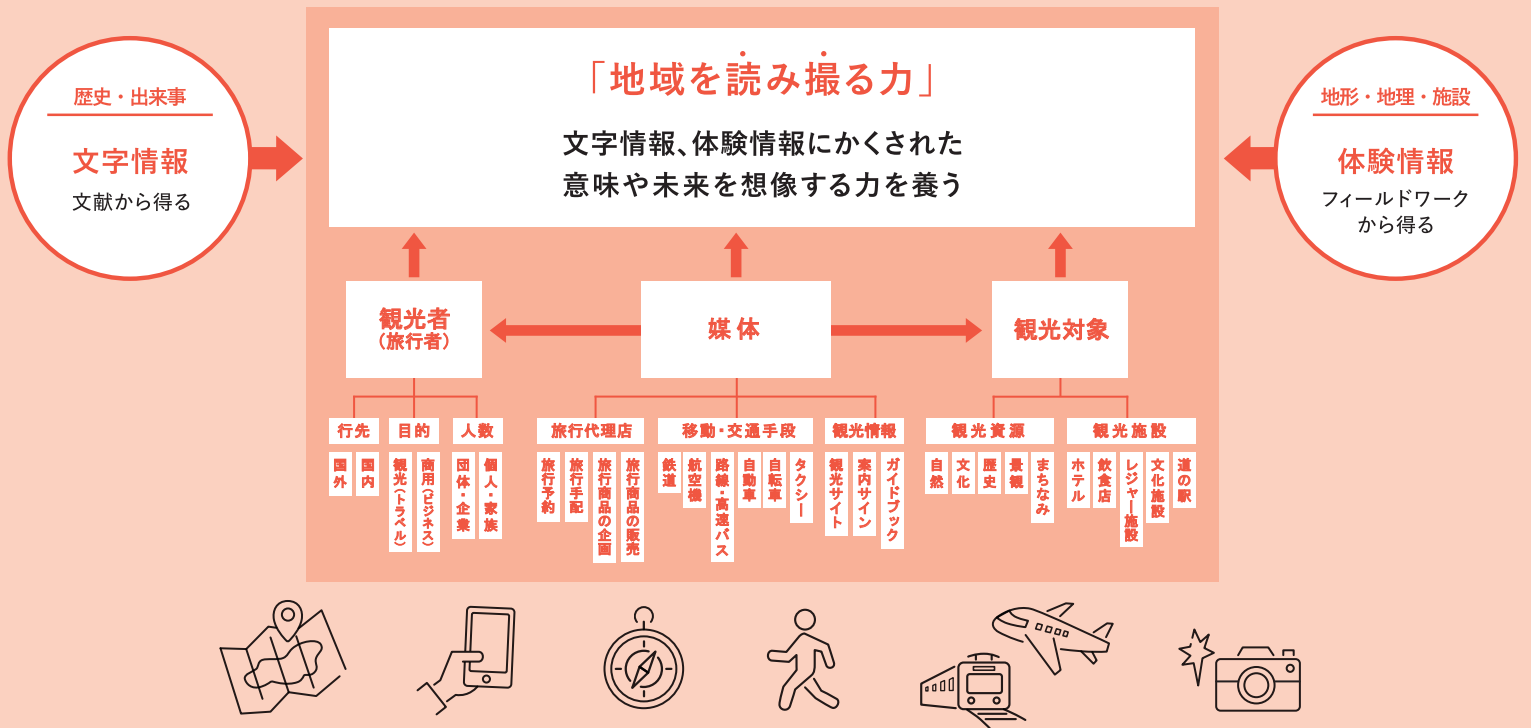 歴史・出来事
文字情報
文献から得る
「地域を読み撮る力」
文字情報、体験情報にかくされた
意味や未来を想像する力を養う
地形・地理・施設
体験情報
フィールドワーク
から得る
観光者
（旅行者）
媒体
観光対象
行先
国外
国内
目的
観光（トラベル）
商用（ビジネス）
人数
団体・企業
個人・家族
旅行代理店
旅行予約
旅行手配
旅行商品の企画
旅行商品の販売
移動・交通手段
鉄道
航空機
路線・高速バス
自動車
自転車
タクシー
観光情報
観光サイト
案内サイン
ガイドブック
観光資源
自然
文化
歴史
景観
まちなみ
観光施設
ホテル
飲食店
レジャー施設
文化施設
道の駅